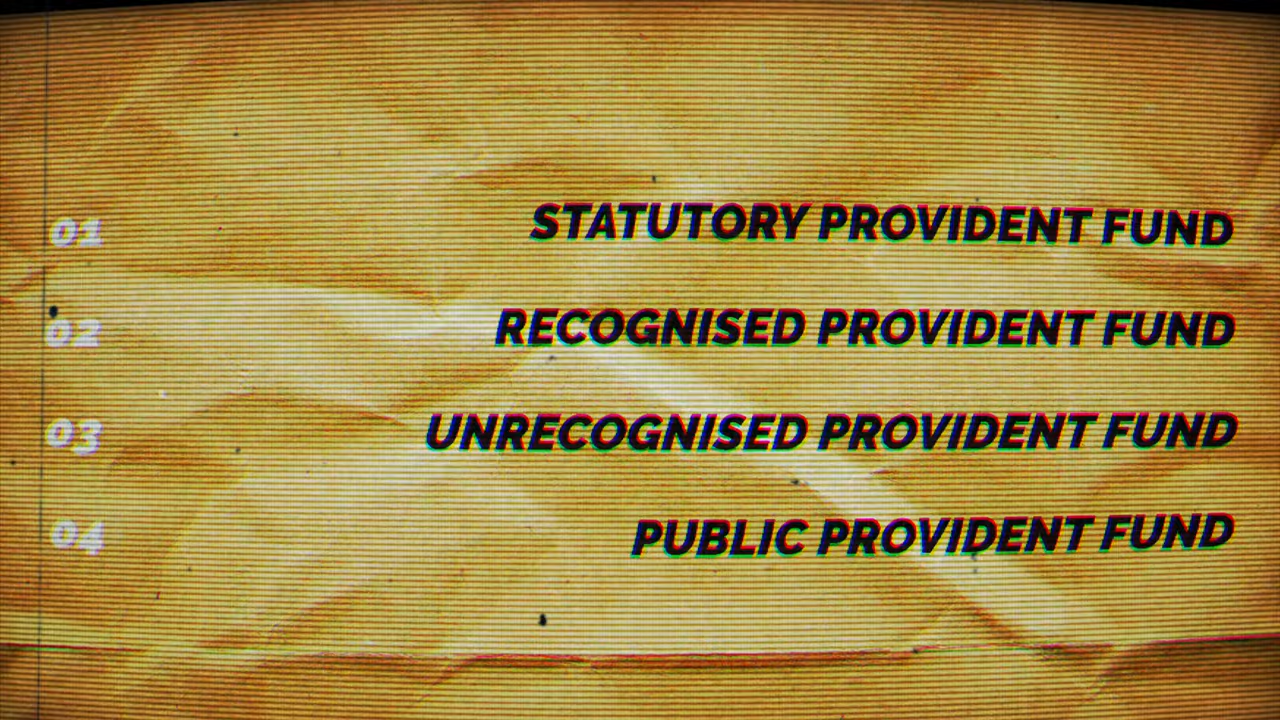 01 STATUTORY PROVIDENT FUND
02 RECOGNISED PROVIDENT FUND
03 UNRECOGNISED PROVIDENT FUND
04 PUBLIC PROVIDENT FUND